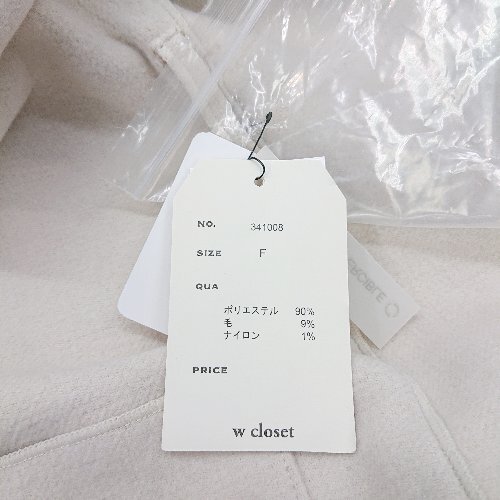 NO. 341008
SIZE F
QUA
ポリエステル 90%
毛 9%
ナイロン 1%
PRICE
w closet